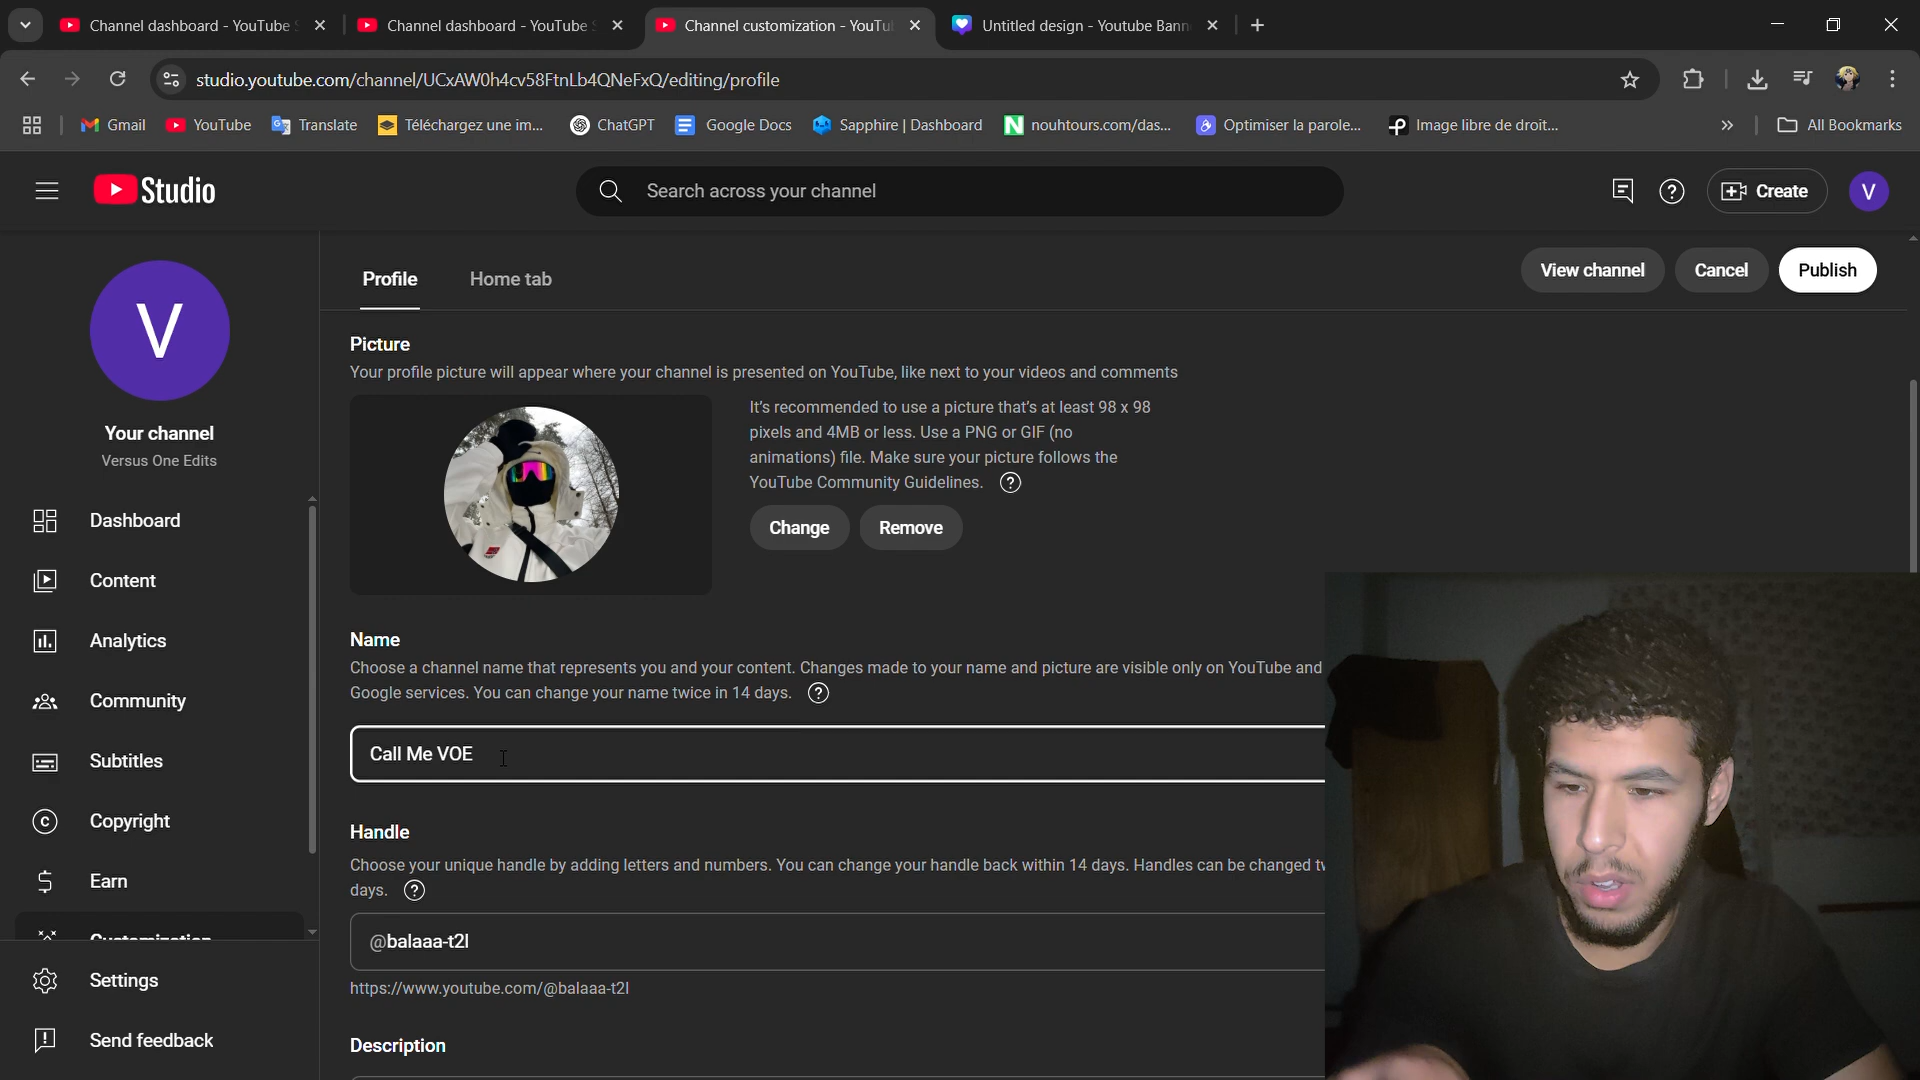 Channel dashboard - YouTube S
Channel dashboard - YouTube S
Channel customization - YouTu
Untitled design - Youtube Bann
studio.youtube.com/channel/UCxAW0h4cv58FtnLb4QNeFxQ/editing/profile
Gmail
YouTube
Translate
Téléchargez une im...
ChatGPT
Google Docs
Sapphire | Dashboard
nouhtours.com/das...
Optimiser la parole...
Image libre de droit...
All Bookmarks
Studio
Search across your channel
Create
V
V
Your channel
Versus One Edits
Dashboard
Content
Analytics
Community
Subtitles
Copyright
Earn
Customization
Settings
Send feedback
Profile
Home tab
View channel
Cancel
Publish
Picture
Your profile picture will appear where your channel is presented on YouTube, like next to your videos and comments
It's recommended to use a picture that's at least 98 x 98
pixels and 4MB or less. Use a PNG or GIF (no
animations) file. Make sure your picture follows the
YouTube Community Guidelines.
Change
Remove
Name
Choose a channel name that represents you and your content. Changes made to your name and picture are visible only on YouTube and
Google services. You can change your name twice in 14 days.
Call Me VOE
Handle
Choose your unique handle by adding letters and numbers. You can change your handle back within 14 days. Handles can be changed tw
days.
@balaaa-t2l
https://www.youtube.com/@balaaa-t2l
Description